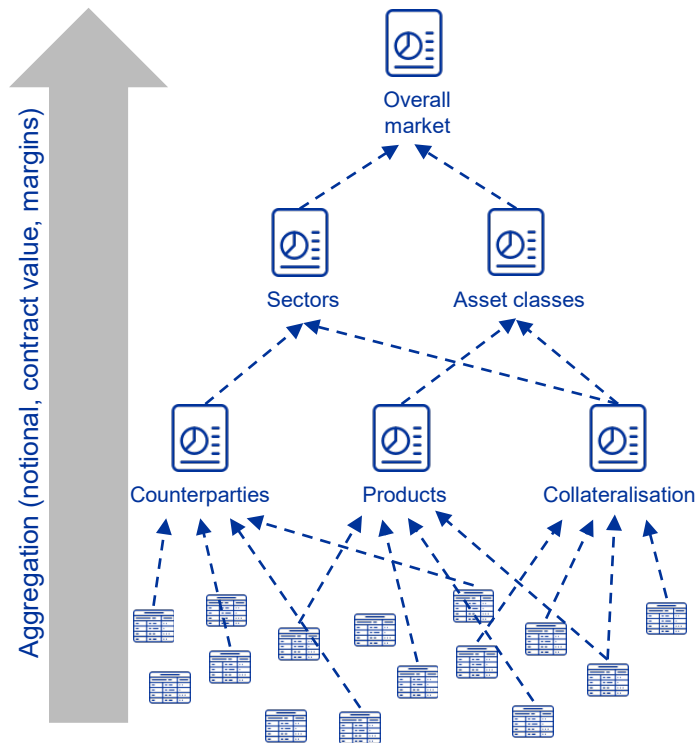 Overall
market
Sectors
Asset classes
Counterparties
Products
Collateralisation
Aggregation (notional, contract value, margins)